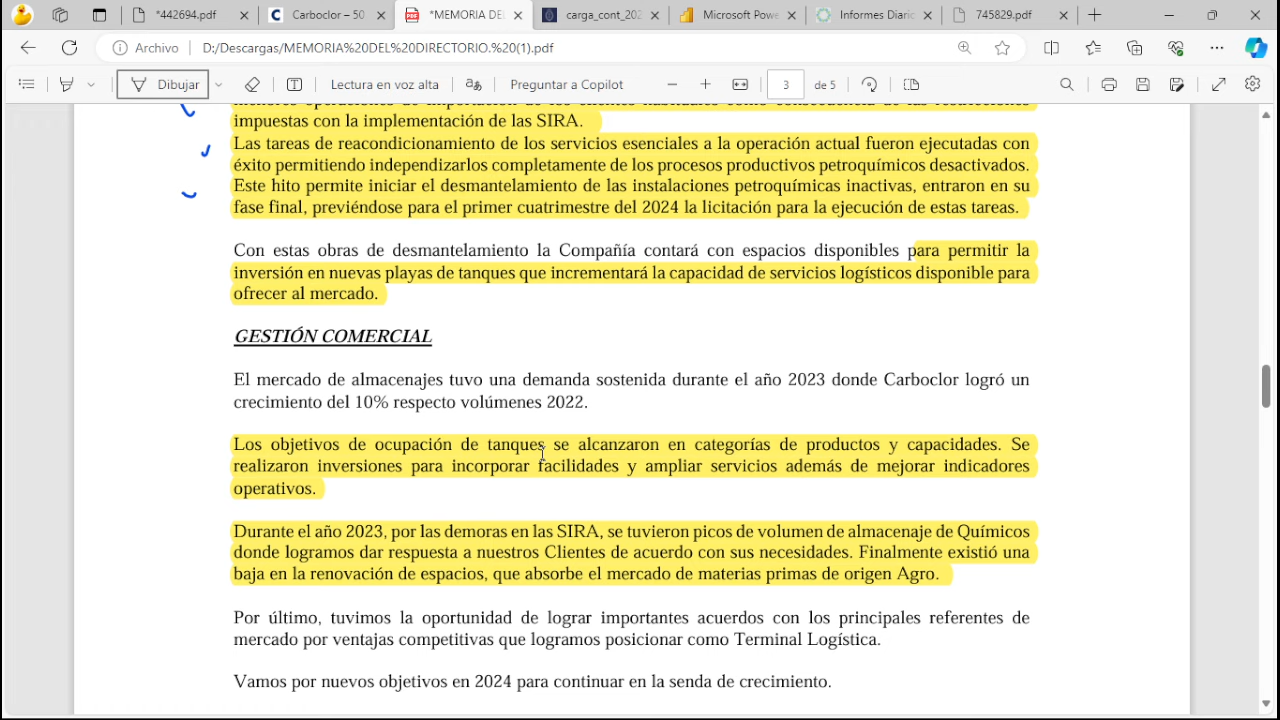 *442694.pdf
Carboclor – 50
*MEMORIA DEL
carga_cont_202
Microsoft Powe
Informes Diario
745829.pdf
Archivo
D:/Descargas/MEMORIA%20DEL%20DIRECTORIO.%20(1).pdf
Dibujar
Lectura en voz alta
aあ
Preguntar a Copilot
3
de 5
impuestas con la implementación de las SIRA.
Las tareas de reacondicionamiento de los servicios esenciales a la operación actual fueron ejecutadas con
éxito permitiendo independizarlos completamente de los procesos productivos petroquímicos desactivados.
Este hito permite iniciar el desmantelamiento de las instalaciones petroquímicas inactivas, entraron en su
fase final, previéndose para el primer cuatrimestre del 2024 la licitación para la ejecución de estas tareas.
Con estas obras de desmantelamiento la Compañía contará con espacios disponibles para permitir la
inversión en nuevas playas de tanques que incrementará la capacidad de servicios logísticos disponible para
ofrecer al mercado.
GESTIÓN COMERCIAL
El mercado de almacenajes tuvo una demanda sostenida durante el año 2023 donde Carboclor logró un
crecimiento del 10% respecto volúmenes 2022.
Los objetivos de ocupación de tanques se alcanzaron en categorías de productos y capacidades. Se
realizaron inversiones para incorporar facilidades y ampliar servicios además de mejorar indicadores
operativos.
Durante el año 2023, por las demoras en las SIRA, se tuvieron picos de volumen de almacenaje de Químicos
donde logramos dar respuesta a nuestros Clientes de acuerdo con sus necesidades. Finalmente existió una
baja en la renovación de espacios, que absorbe el mercado de materias primas de origen Agro.
Por último, tuvimos la oportunidad de lograr importantes acuerdos con los principales referentes de
mercado por ventajas competitivas que logramos posicionar como Terminal Logística.
Vamos por nuevos objetivos en 2024 para continuar en la senda de crecimiento.